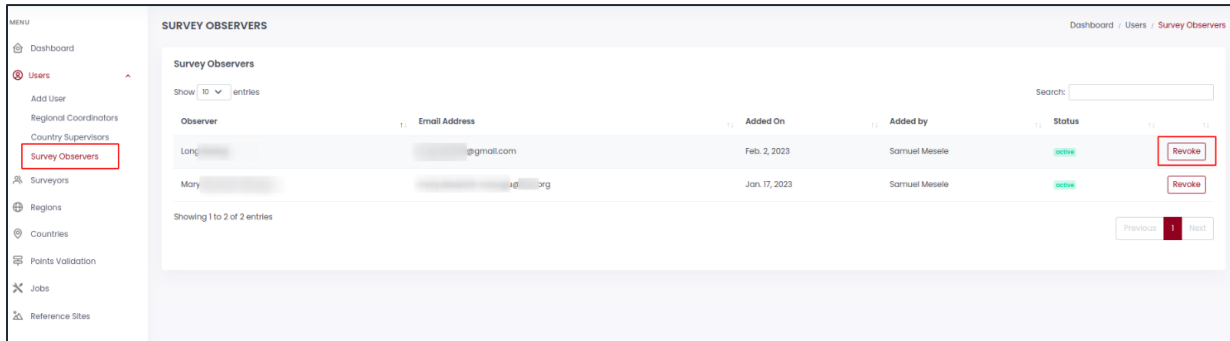 MENU
Dashboard
Users
Add User
Regional Coordinators
Country Supervisors
Survey Observers
Surveyors
Regions
Countries
Points Validation
Jobs
Reference Sites
SURVEY OBSERVERS
Dashboard / Users / Survey Observers
Survey Observers
Show 10 entries
Search:
Observer Email Address Added On Added by Status
Long @gmail.com Feb. 2, 2023 Samuel Mesele active Revoke
Mary org Jan. 17, 2023 Samuel Mesele active Revoke
Showing 1 to 2 of 2 entries
Previous 1 Next